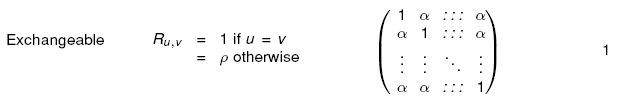 Exchangeable R_{u,v} = 1 if u = v
= ρ otherwise
1 α : : : α
α 1 : : : α
⋮ ⋮ ⋱ ⋮
α α : : : 1
1